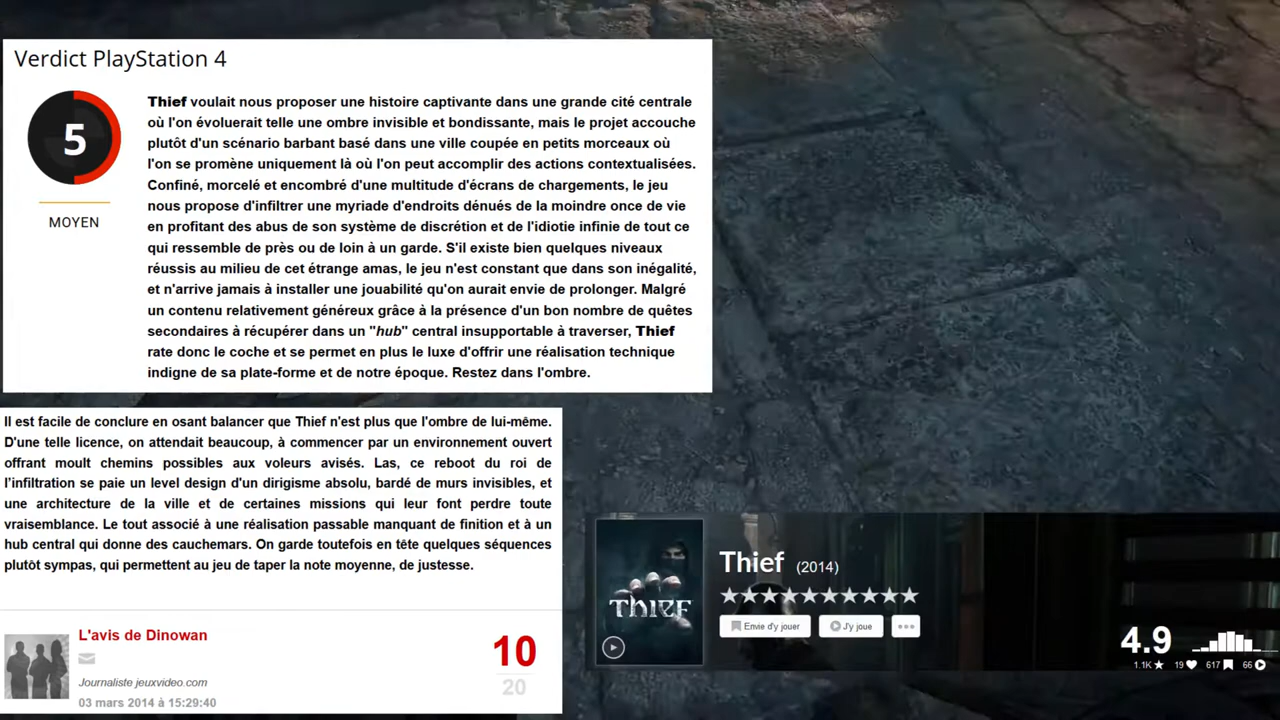 Verdict PlayStation 4
5
MOYEN
Thief voulait nous proposer une histoire captivante dans une grande cité centrale
où l'on évoluerait telle une ombre invisible et bondissante, mais le projet accouche
plutôt d'un scénario barbant basé dans une ville coupée en petits morceaux où
l'on se promène uniquement là où l'on peut accomplir des actions contextualisées.
Confiné, morcelé et encombré d'une multitude d'écrans de chargements, le jeu
nous propose d'infiltrer une myriade d'endroits dénués de la moindre once de vie
en profitant des abus de son système de discrétion et de l'idiotie infinie de tout ce
qui ressemble de près ou de loin à un garde. S'il existe bien quelques niveaux
réussis au milieu de cet étrange amas, le jeu n'est constant que dans son inégalité,
et n'arrive jamais à installer une jouabilité qu'on aurait envie de prolonger. Malgré
un contenu relativement généreux grâce à la présence d'un bon nombre de quêtes
secondaires à récupérer dans un "hub" central insupportable à traverser, Thief
rate donc le coche et se permet en plus le luxe d'offrir une réalisation technique
indigne de sa plate-forme et de notre époque. Restez dans l'ombre.
Il est facile de conclure en osant balancer que Thief n'est plus que l'ombre de lui-même.
D'une telle licence, on attendait beaucoup, à commencer par un environnement ouvert
offrant moult chemins possibles aux voleurs avisés. Las, ce reboot du roi de
l'infiltration se paie un level design d'un dirigisme absolu, bardé de murs invisibles, et
une architecture de la ville et de certaines missions qui leur font perdre toute
vraisemblance. Le tout associé à une réalisation passable manquant de finition et à un
hub central qui donne des cauchemars. On garde toutefois en tête quelques séquences
plutôt sympas, qui permettent au jeu de taper la note moyenne, de justesse.
L'avis de Dinowan
Journaliste jeuxvideo.com
03 mars 2014 à 15:29:40
10
20
THIEF
Thief (2014)
Envie d'y jouer
J'y joue
4.9
1.1K 19 617 66